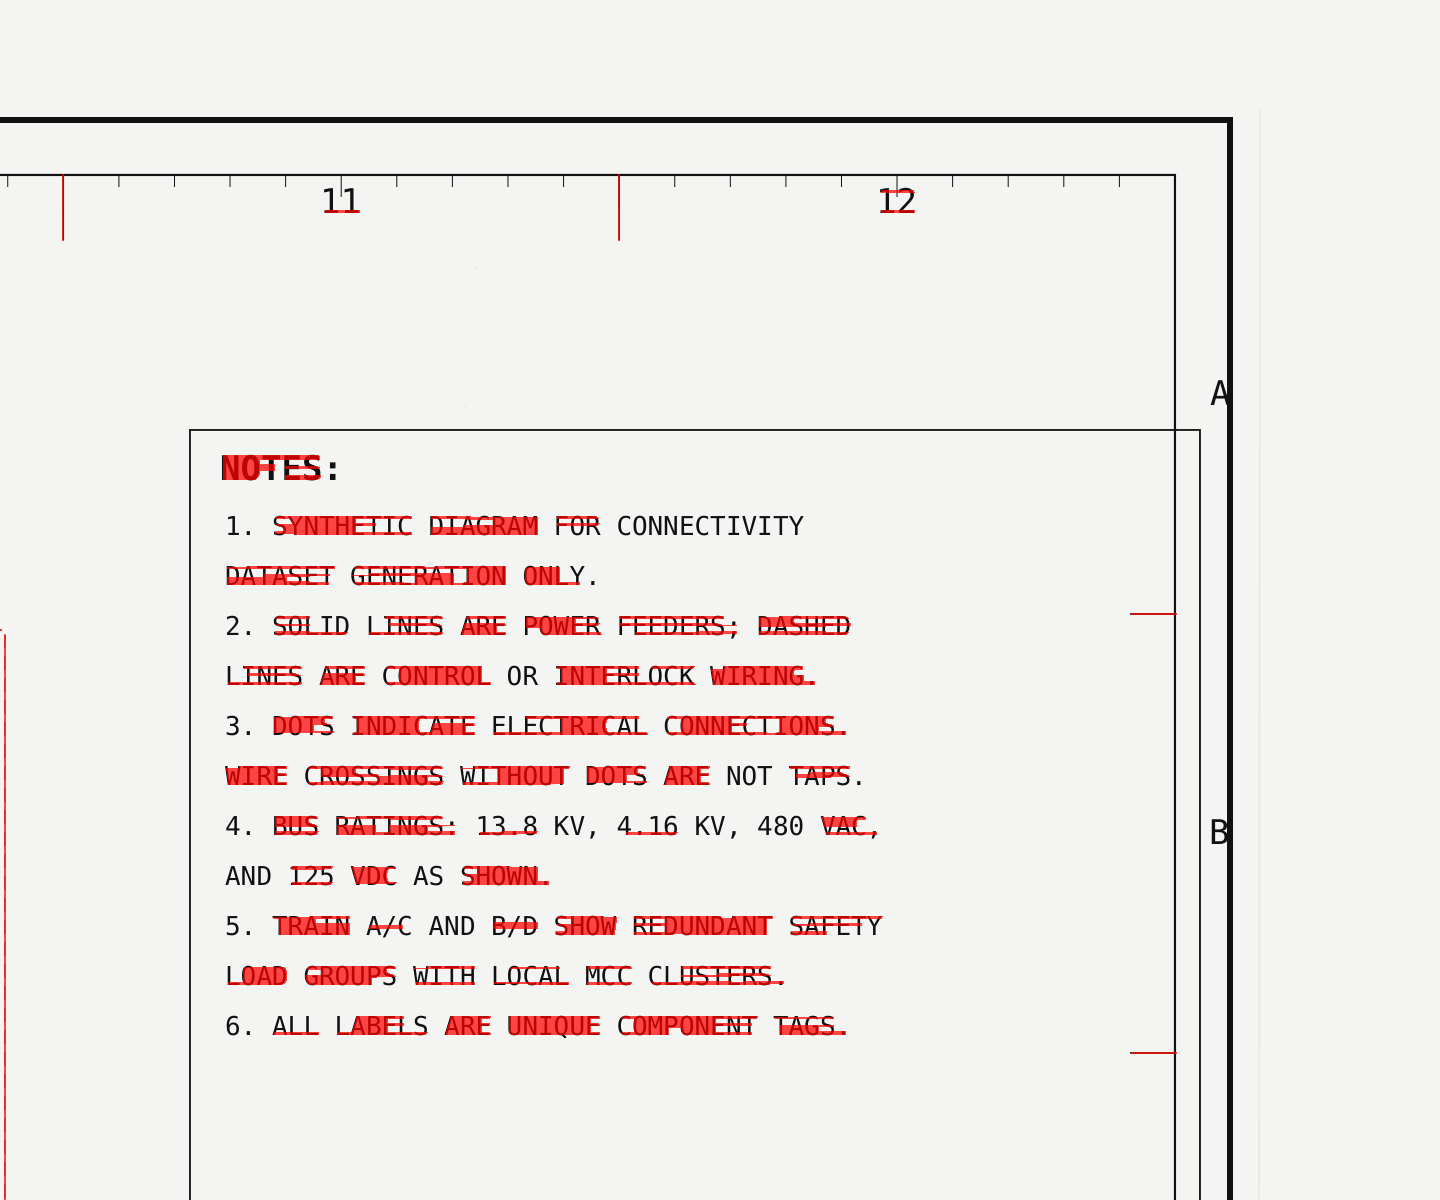 11 12
A
NOTES:
1. SYNTHETIC DIAGRAM FOR CONNECTIVITY
DATASET GENERATION ONLY.
2. SOLID LINES ARE POWER FEEDERS; DASHED
LINES ARE CONTROL OR INTERLOCK WIRING.
3. DOTS INDICATE ELECTRICAL CONNECTIONS.
WIRE CROSSINGS WITHOUT DOTS ARE NOT TAPS.
4. BUS RATINGS: 13.8 KV, 4.16 KV, 480 VAC,
B
AND 125 VDC AS SHOWN.
5. TRAIN A/C AND B/D SHOW REDUNDANT SAFETY
LOAD GROUPS WITH LOCAL MCC CLUSTERS.
6. ALL LABELS ARE UNIQUE COMPONENT TAGS.